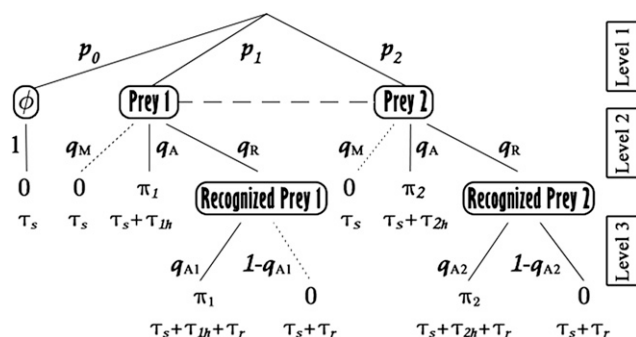 p0 p1 p2 Level 1
ϕ Prey 1 Prey 2
1 qM qA qR qM qA qR Level 2
0 0 π1 Recognized Prey 1 0 π2 Recognized Prey 2
τs τs τs+τ1h τs τs+τ2h
qA1 1-qA1 qA2 1-qA2 Level 3
π1 0 π2 0
τs+τ1h+τr τs+τr τs+τ2h+τr τs+τr